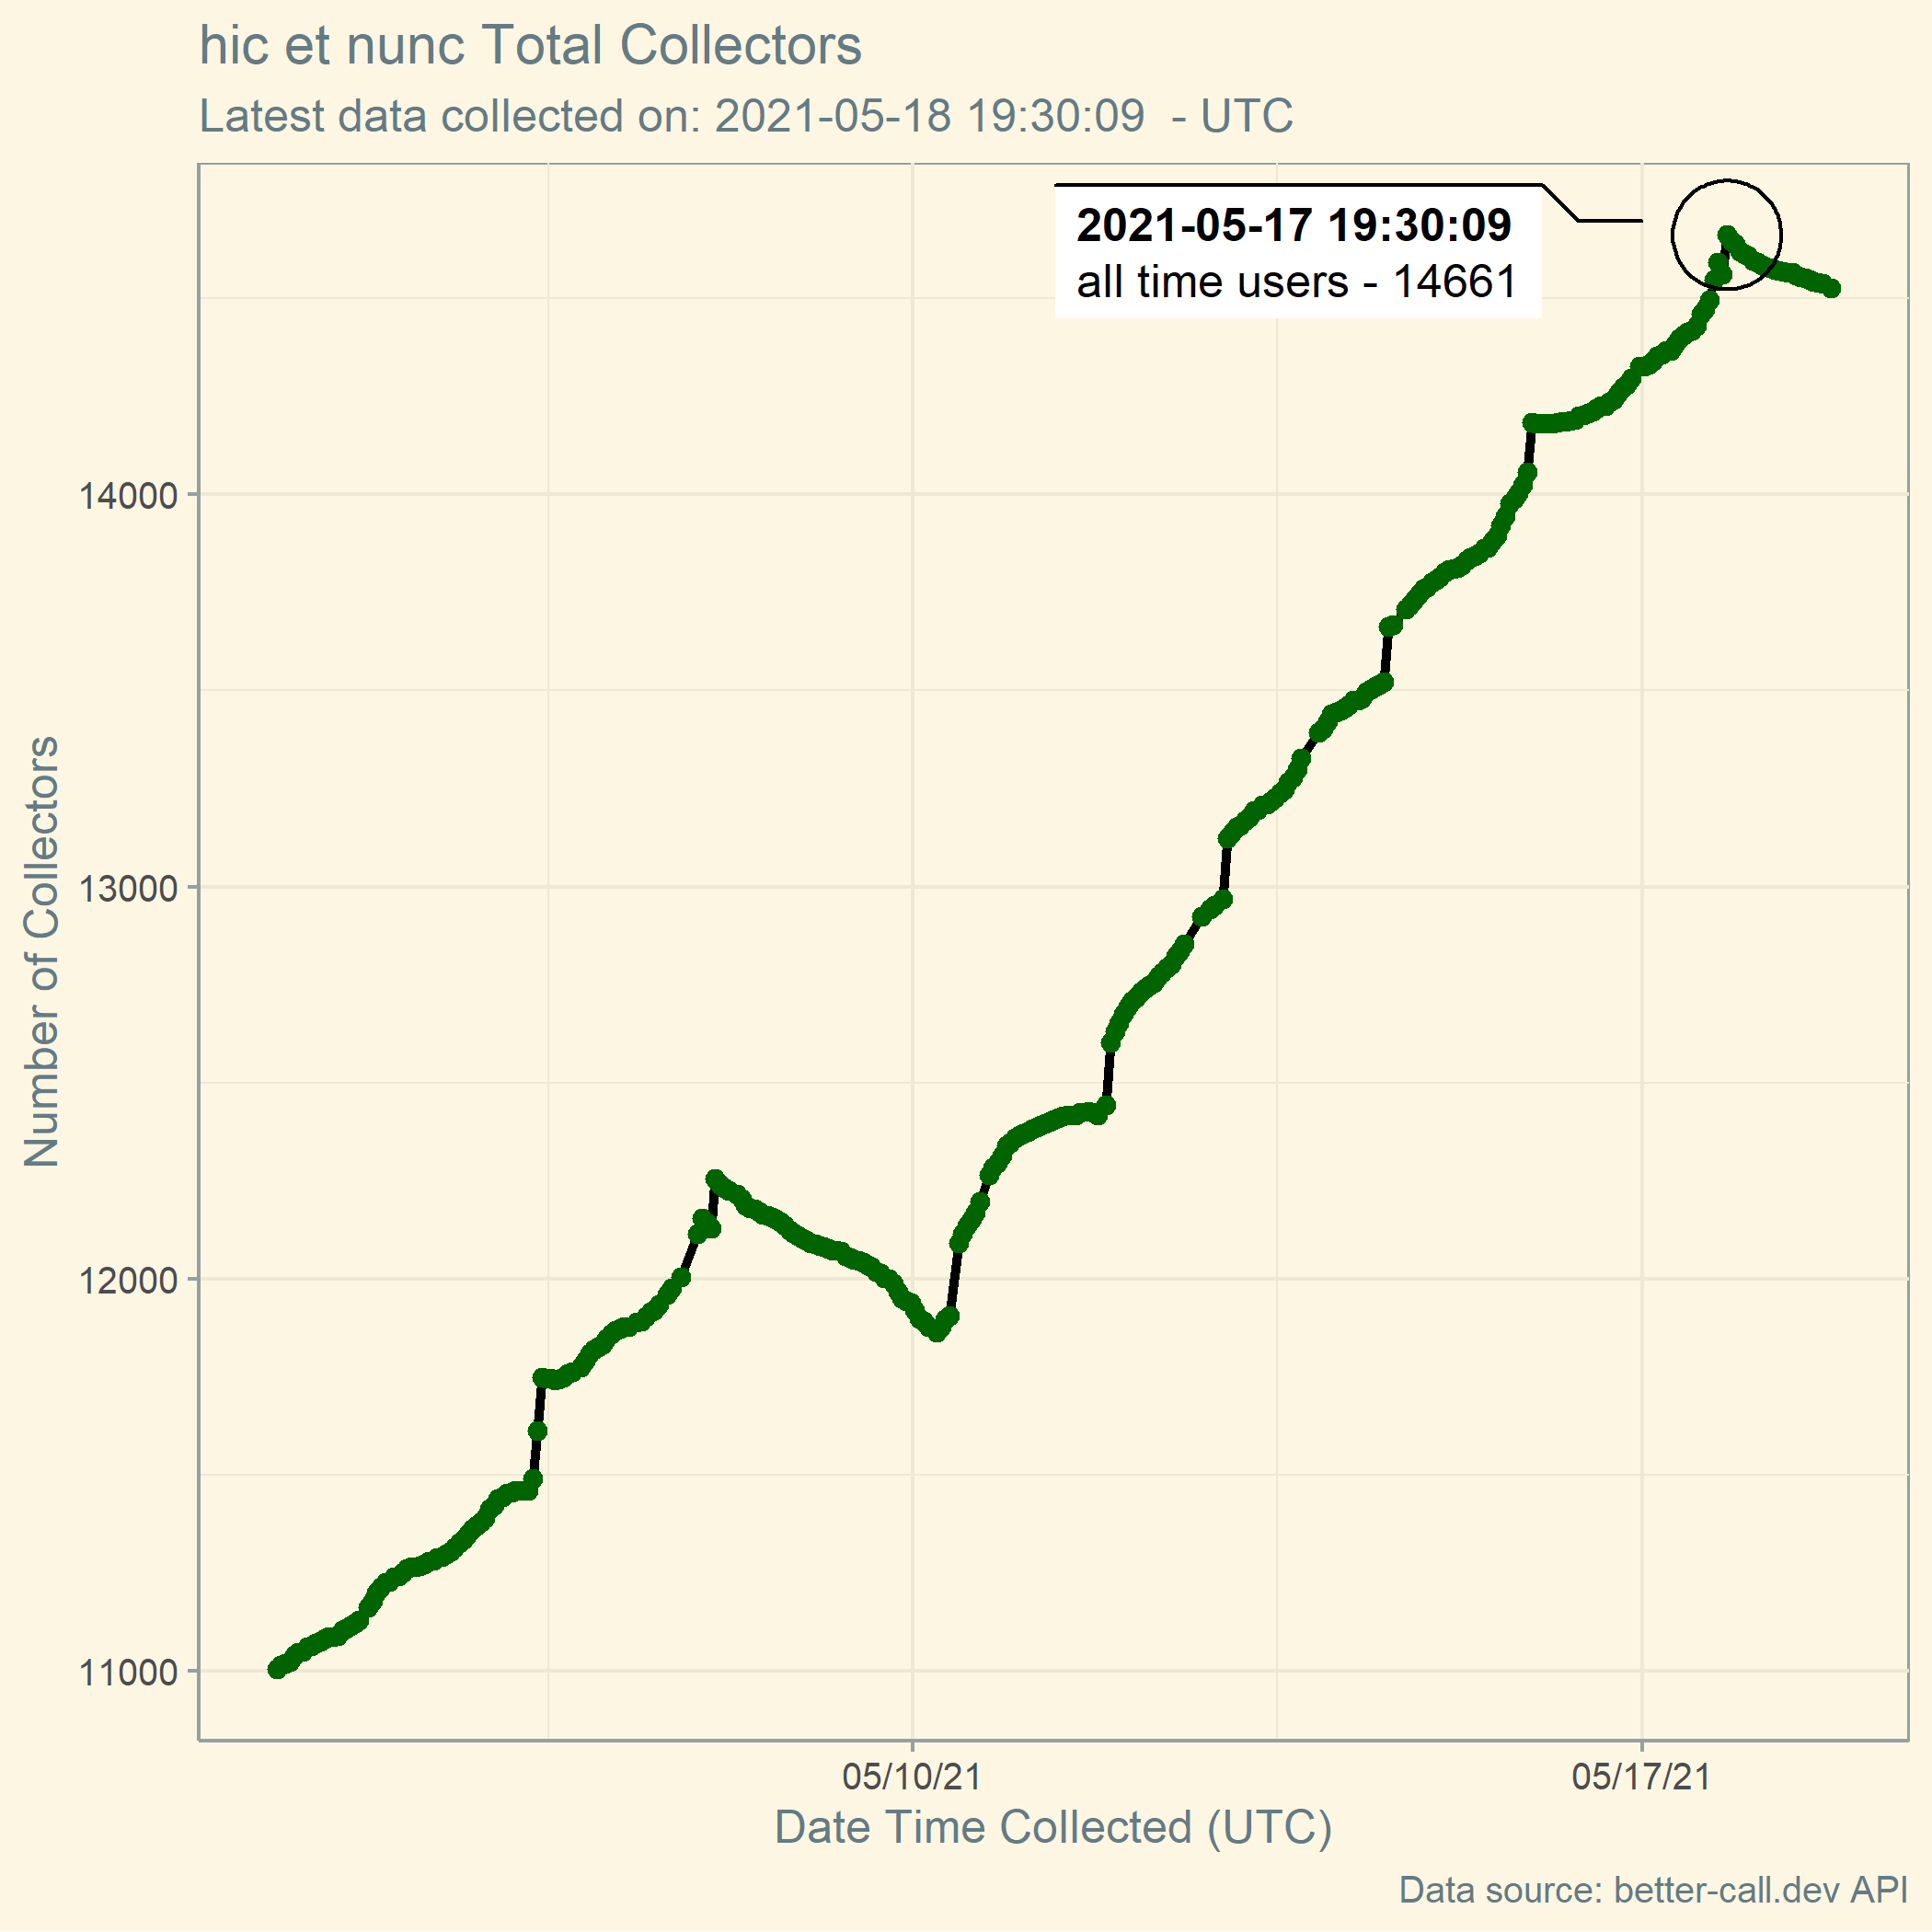 hic et nunc Total Collectors
Latest data collected on: 2021-05-18 19:30:09  - UTC
2021-05-17 19:30:09
all time users - 14661
Number of Collectors
14000
13000
12000
11000
05/10/21
05/17/21
Date Time Collected (UTC)
Data source: better-call.dev API